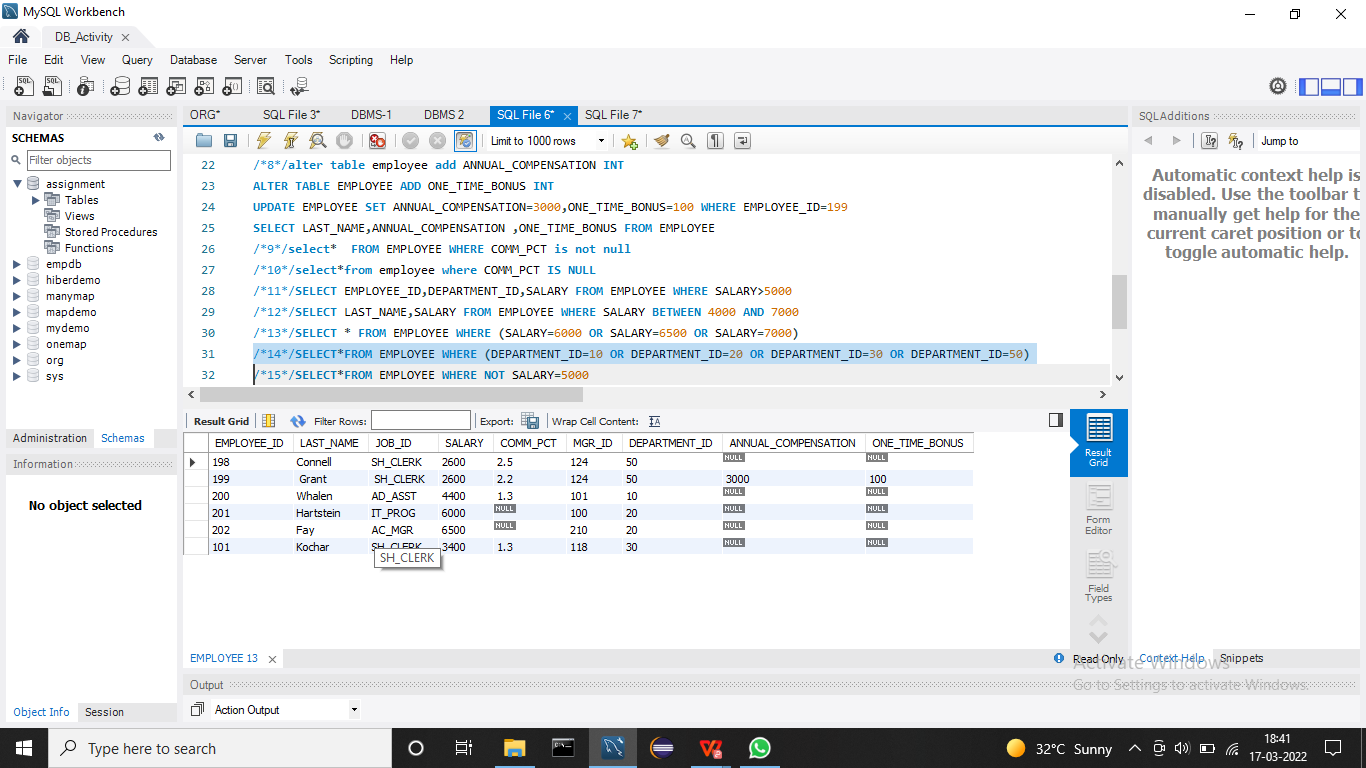 MySQL Workbench
DB_Activity
File Edit View Query Database Server Tools Scripting Help
Navigator
SCHEMAS
Filter objects
assignment
Tables
Views
Stored Procedures
Functions
empdb
hiberdemo
manymap
mapdemo
mydemo
onemap
org
sys
Administration Schemas
Information
No object selected
Object Info Session
ORG* SQL File 3* DBMS-1 DBMS 2 SQL File 6* SQL File 7*
Limit to 1000 rows
22 /*8*/alter table employee add ANNUAL_COMPENSATION INT
23 ALTER TABLE EMPLOYEE ADD ONE_TIME_BONUS INT
24 UPDATE EMPLOYEE SET ANNUAL_COMPENSATION=3000,ONE_TIME_BONUS=100 WHERE EMPLOYEE_ID=199
25 SELECT LAST_NAME,ANNUAL_COMPENSATION ,ONE_TIME_BONUS FROM EMPLOYEE
26 /*9*/select* FROM EMPLOYEE WHERE COMM_PCT is not null
27 /*10*/select*from employee where COMM_PCT IS NULL
28 /*11*/SELECT EMPLOYEE_ID,DEPARTMENT_ID,SALARY FROM EMPLOYEE WHERE SALARY>5000
29 /*12*/SELECT LAST_NAME,SALARY FROM EMPLOYEE WHERE SALARY BETWEEN 4000 AND 7000
30 /*13*/SELECT * FROM EMPLOYEE WHERE (SALARY=6000 OR SALARY=6500 OR SALARY=7000)
31 /*14*/SELECT*FROM EMPLOYEE WHERE (DEPARTMENT_ID=10 OR DEPARTMENT_ID=20 OR DEPARTMENT_ID=30 OR DEPARTMENT_ID=50)
32 /*15*/SELECT*FROM EMPLOYEE WHERE NOT SALARY=5000
Result Grid Filter Rows: Export: Wrap Cell Content: IA
EMPLOYEE_ID LAST_NAME JOB_ID SALARY COMM_PCT MGR_ID DEPARTMENT_ID ANNUAL_COMPENSATION ONE_TIME_BONUS
198 Connell SH_CLERK 2600 2.5 124 50 NULL NULL
199 Grant SH_CLERK 2600 2.2 124 50 3000 100
200 Whalen AD_ASST 4400 1.3 101 10 NULL NULL
201 Hartstein IT_PROG 6000 NULL 100 20 NULL NULL
202 Fay AC_MGR 6500 NULL 210 20 NULL NULL
101 Kochar SH_CLERK 3400 1.3 118 30 NULL NULL
SH_CLERK
Result
Grid
Form
Editor
Field
Types
EMPLOYEE 13
Read Only
Output
Action Output
SQLAdditions
Jump to
Automatic context help is
disabled. Use the toolbar t
manually get help for the
current caret position or to
toggle automatic help.
Context Help Snippets
Activate Windows
Go to Settings to activate Windows.
Type here to search
32°C Sunny
18:41
17-03-2022